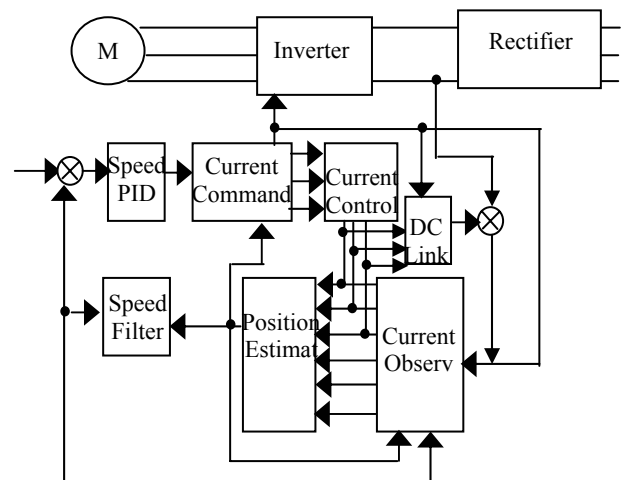 M
Inverter
Rectifier
Speed
PID
Current
Command
Current
Control
DC
Link
Speed
Filter
Position
Estimat
Current
Observ